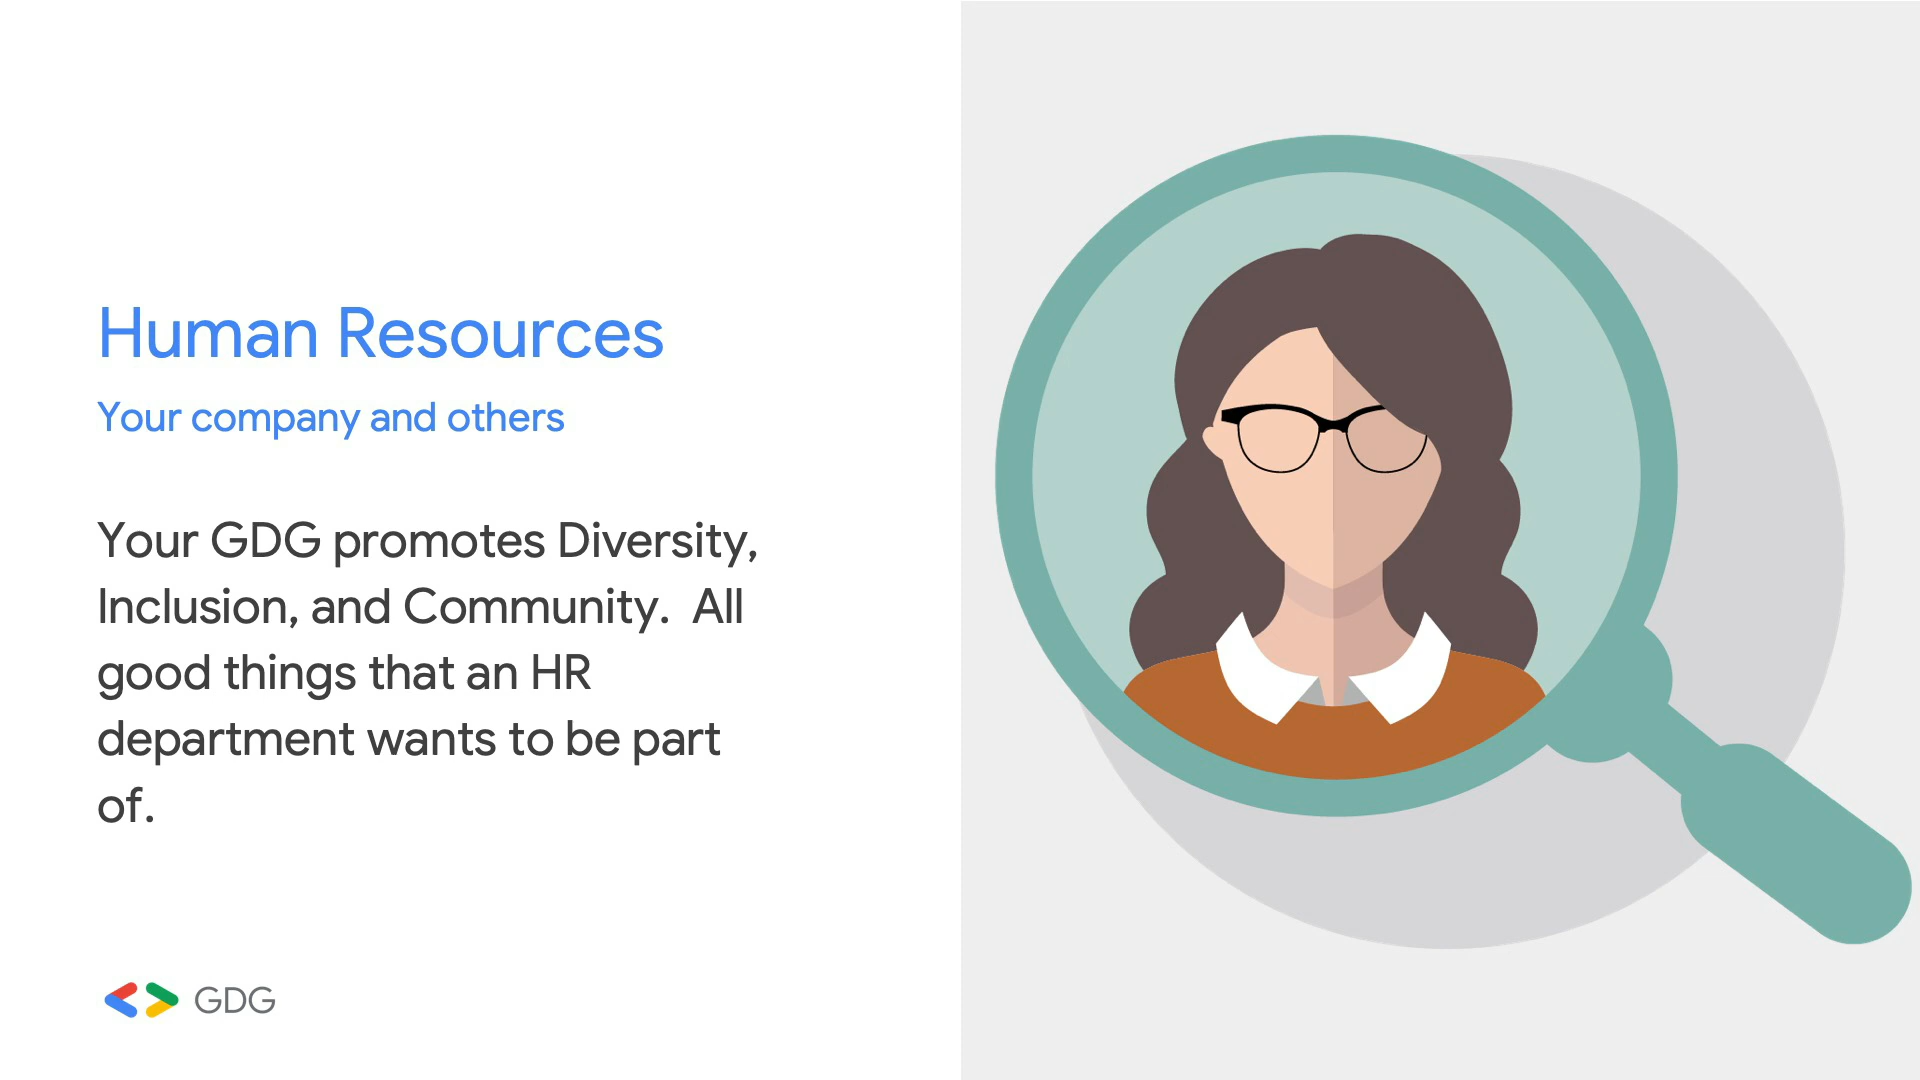 Human Resources
Your company and others
Your GDG promotes Diversity,
Inclusion, and Community.  All
good things that an HR
department wants to be part
of.
GDG